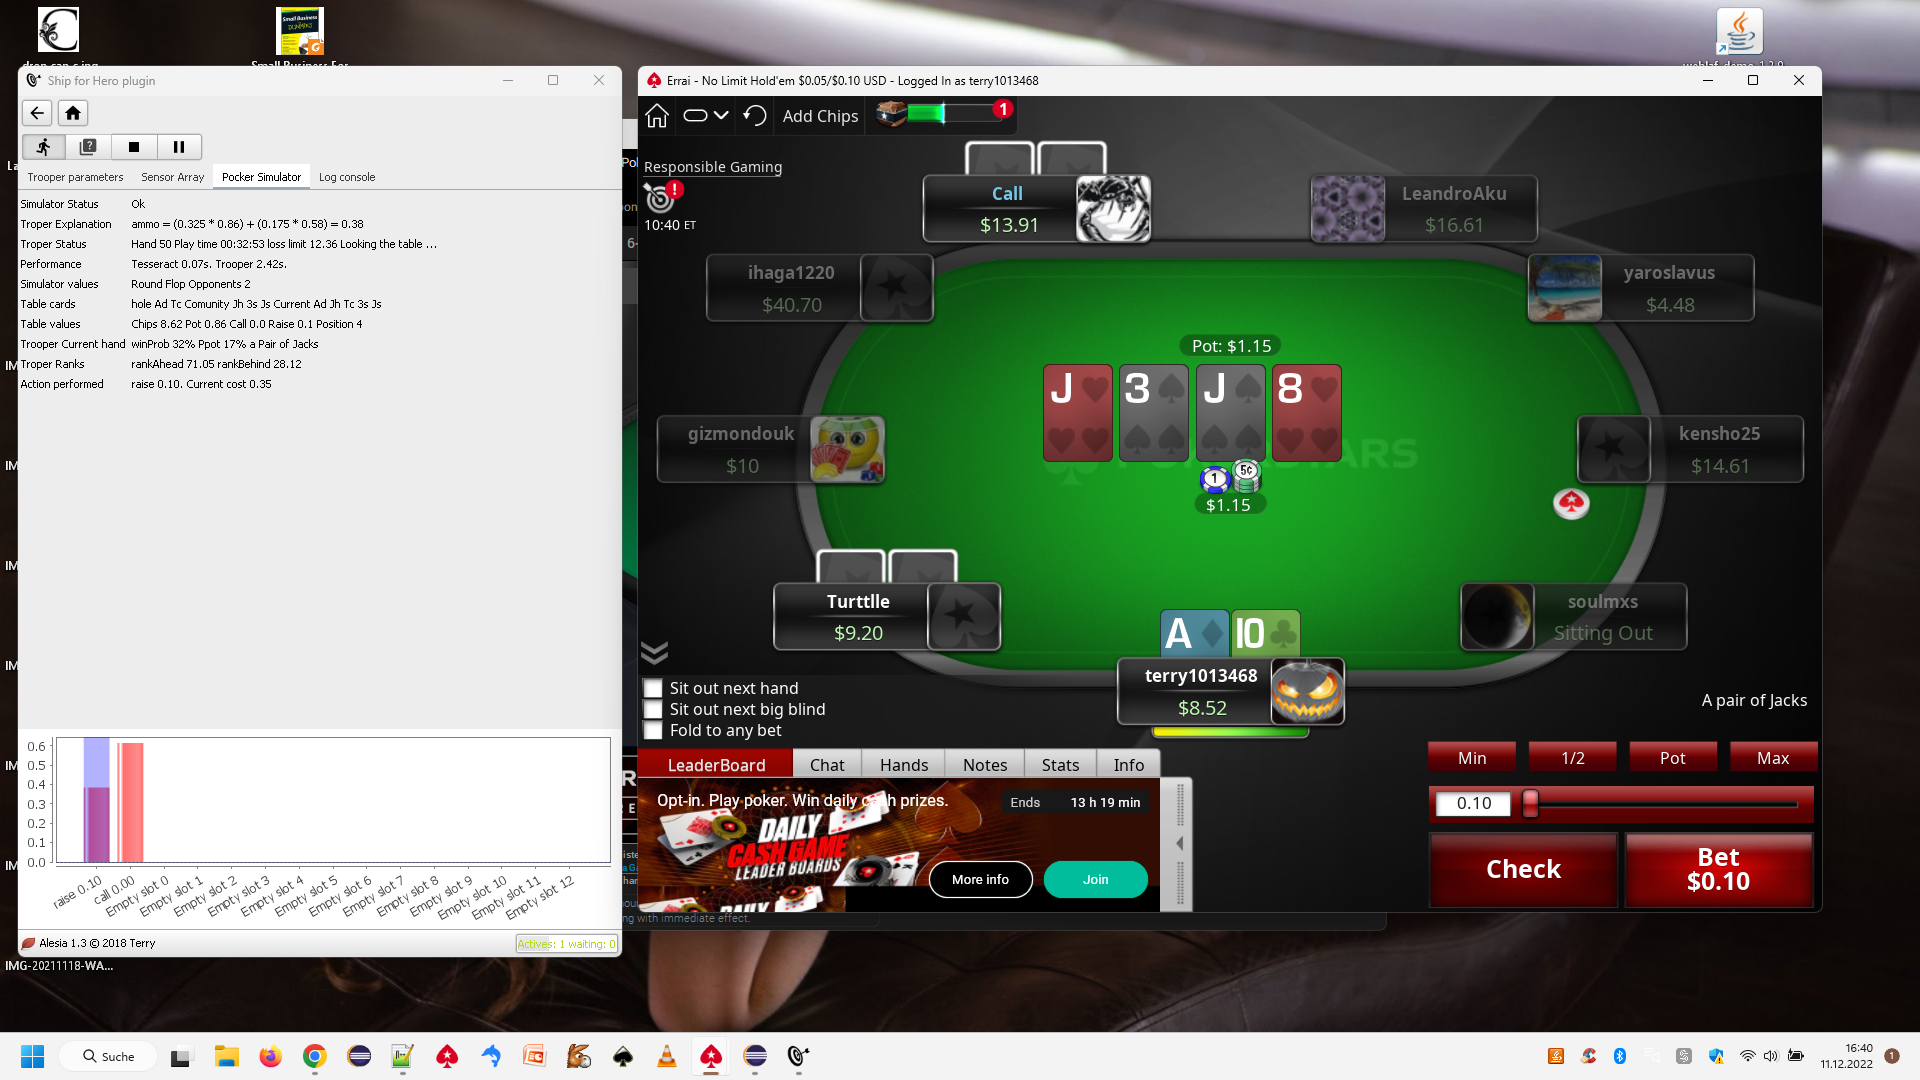 Ship for Hero plugin
Trooper parameters
Sensor Array
Pocker Simulator
Log console
Simulator Status Ok
Troper Explanation ammo = (0.325 * 0.86) + (0.175 * 0.58) = 0.38
Troper Status Hand 50 Play time 00:32:53 loss limit 12.36 Looking the table ...
Performance Tesseract 0.07s. Trooper 2.42s.
Simulator values Round Flop Opponents 2
Table cards hole Ad Tc Comunity Jh 3s Js Current Ad Jh Tc 3s Js
Table values Chips 8.62 Pot 0.86 Call 0.0 Raise 0.1 Position 4
Trooper Current hand winProb 32% Ppot 17% a Pair of Jacks
Troper Ranks rankAhead 71.05 rankBehind 28.12
Action performed raise 0.10. Current cost 0.35
0.6
0.5
0.4
0.3
0.2
0.1
0.0
raise 0.10
call 0.00
Empty slot 0
Empty slot 1
Empty slot 2
Empty slot 3
Empty slot 4
Empty slot 5
Empty slot 6
Empty slot 7
Empty slot 8
Empty slot 9
Empty slot 10
Empty slot 11
Empty slot 12
Alesia 1.3 © 2018 Terry
Actives: 1 waiting: 0
IMG-20211118-WA...
Errai - No Limit Hold'em $0.05/$0.10 USD - Logged In as terry1013468
Add Chips
1
Responsible Gaming
!
10:40 ET
Call
$13.91
LeandroAku
$16.61
ihaga1220
$40.70
yaroslavus
$4.48
Pot: $1.15
J
3
J
8
gizmondouk
$10
kensho25
$14.61
1
5¢
$1.15
Turttlle
$9.20
A
10
soulmxs
Sitting Out
terry1013468
$8.52
Sit out next hand
Sit out next big blind
Fold to any bet
A pair of Jacks
LeaderBoard
Chat
Hands
Notes
Stats
Info
Opt-in. Play poker. Win daily cash prizes.
Ends 13 h 19 min
DAILY
CASH GAME
LEADER BOARDS
More info
Join
ng with immediate effect.
Min
1/2
Pot
Max
0.10
Check
Bet
$0.10
Suche
16:40
11.12.2022
1